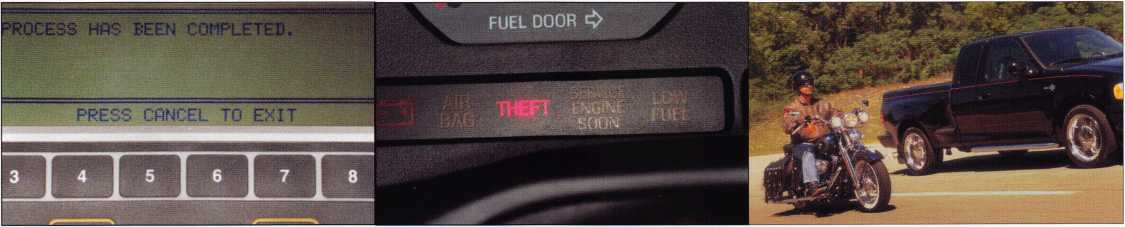 PROCESS HAS BEEN COMPLETED.
PRESS CANCEL TO EXIT
3 4 5 6 7 8
FUEL DOOR ⇨
AIR BAG
THEFT
SERVICE ENGINE SOON
LOW FUEL